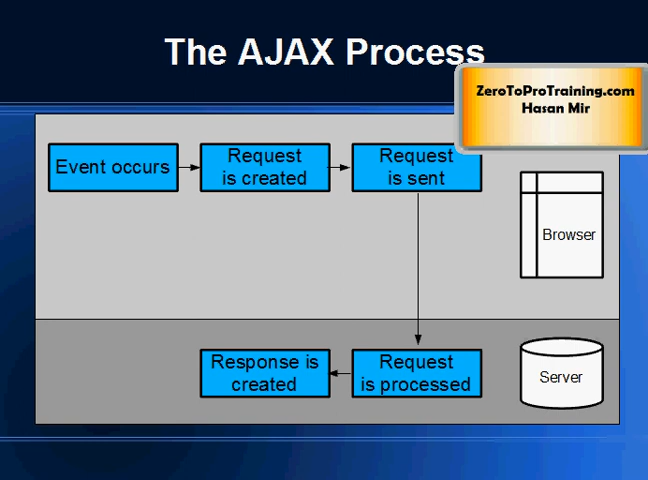 The AJAX Process
ZeroToProTraining.com
Hasan Mir
Event occurs
Request
is created
Request
is sent
Browser
Response is
created
Request
is processed
Server